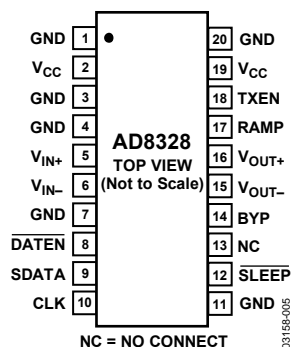 GND 1 20 GND
VCC 2 19 VCC
GND 3 18 TXEN
GND 4 17 RAMP
AD8328
TOP VIEW
(Not to Scale)
VIN+ 5 16 VOUT+
VIN– 6 15 VOUT–
GND 7 14 BYP
DATEN 8 13 NC
SDATA 9 12 SLEEP
CLK 10 11 GND
NC = NO CONNECT
03158-005